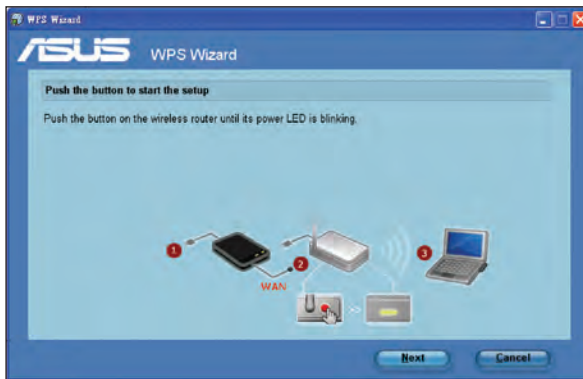 WPS Wizard
ASUS WPS Wizard
Push the button to start the setup
Push the button on the wireless router until its power LED is blinking.
1
2
3
WAN
>>
Next
Cancel